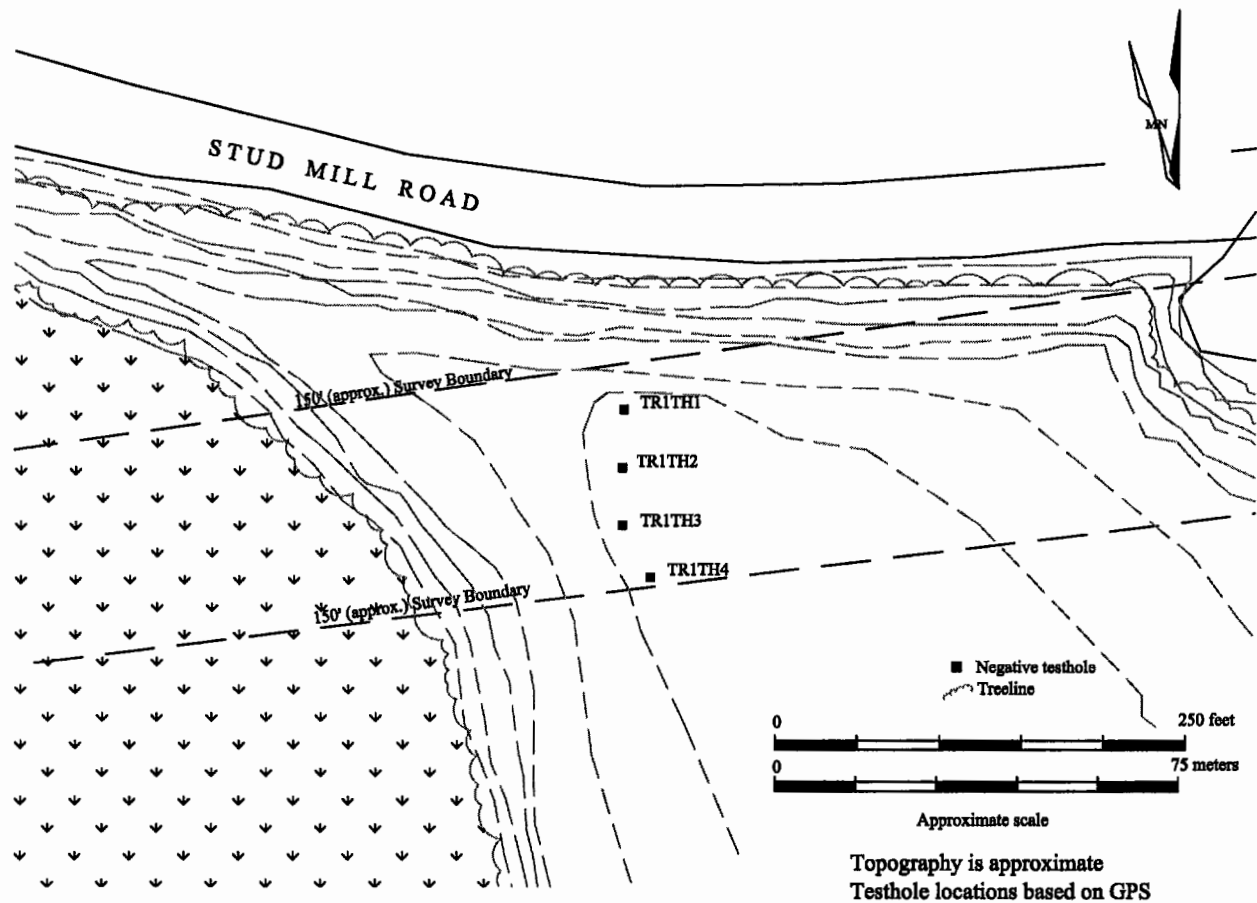 MN
STUD MILL ROAD
150' (approx.) Survey Boundary
TR1TH1
TR1TH2
TR1TH3
TR1TH4
150' (approx.) Survey Boundary
Negative testhole
Treeline
0 250 feet
0 75 meters
Approximate scale
Topography is approximate
Testhole locations based on GPS